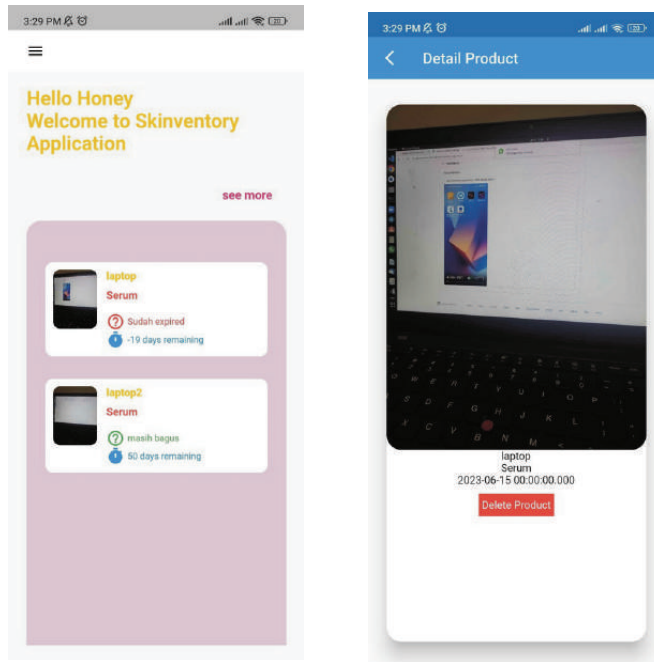 3:29 PM
Hello Honey
Welcome to Skinventory
Application
see more
laptop
Serum
Sudah expired
-19 days remaining
laptop2
Serum
masih bagus
50 days remaining
3:29 PM
Detail Product
laptop
Serum
2023-06-15 00:00:00.000
Delete Product